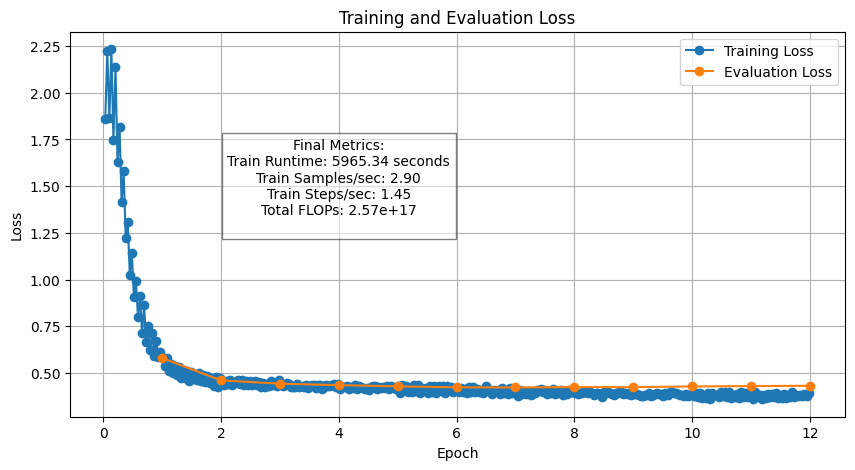 Training and Evaluation Loss
Training Loss
Evaluation Loss
Final Metrics:
Train Runtime: 5965.34 seconds
Train Samples/sec: 2.90
Train Steps/sec: 1.45
Total FLOPs: 2.57e+17
Loss
2.25
2.00
1.75
1.50
1.25
1.00
0.75
0.50
0 2 4 6 8 10 12
Epoch